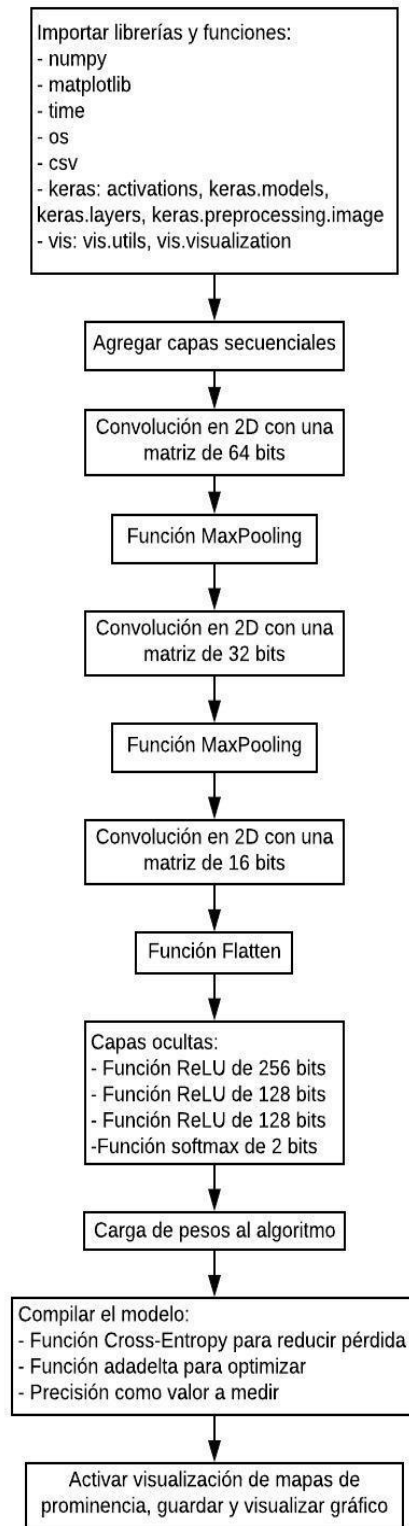 Importar librerías y funciones:
- numpy
- matplotlib
- time
- os
- csv
- keras: activations, keras.models,
keras.layers, keras.preprocessing.image
- vis: vis.utils, vis.visualization
Agregar capas secuenciales
Convolución en 2D con una
matriz de 64 bits
Función MaxPooling
Convolución en 2D con una
matriz de 32 bits
Función MaxPooling
Convolución en 2D con una
matriz de 16 bits
Función Flatten
Capas ocultas:
- Función ReLU de 256 bits
- Función ReLU de 128 bits
- Función ReLU de 128 bits
-Función softmax de 2 bits
Carga de pesos al algoritmo
Compilar el modelo:
- Función Cross-Entropy para reducir pérdida
- Función adadelta para optimizar
- Precisión como valor a medir
Activar visualización de mapas de
prominencia, guardar y visualizar gráfico